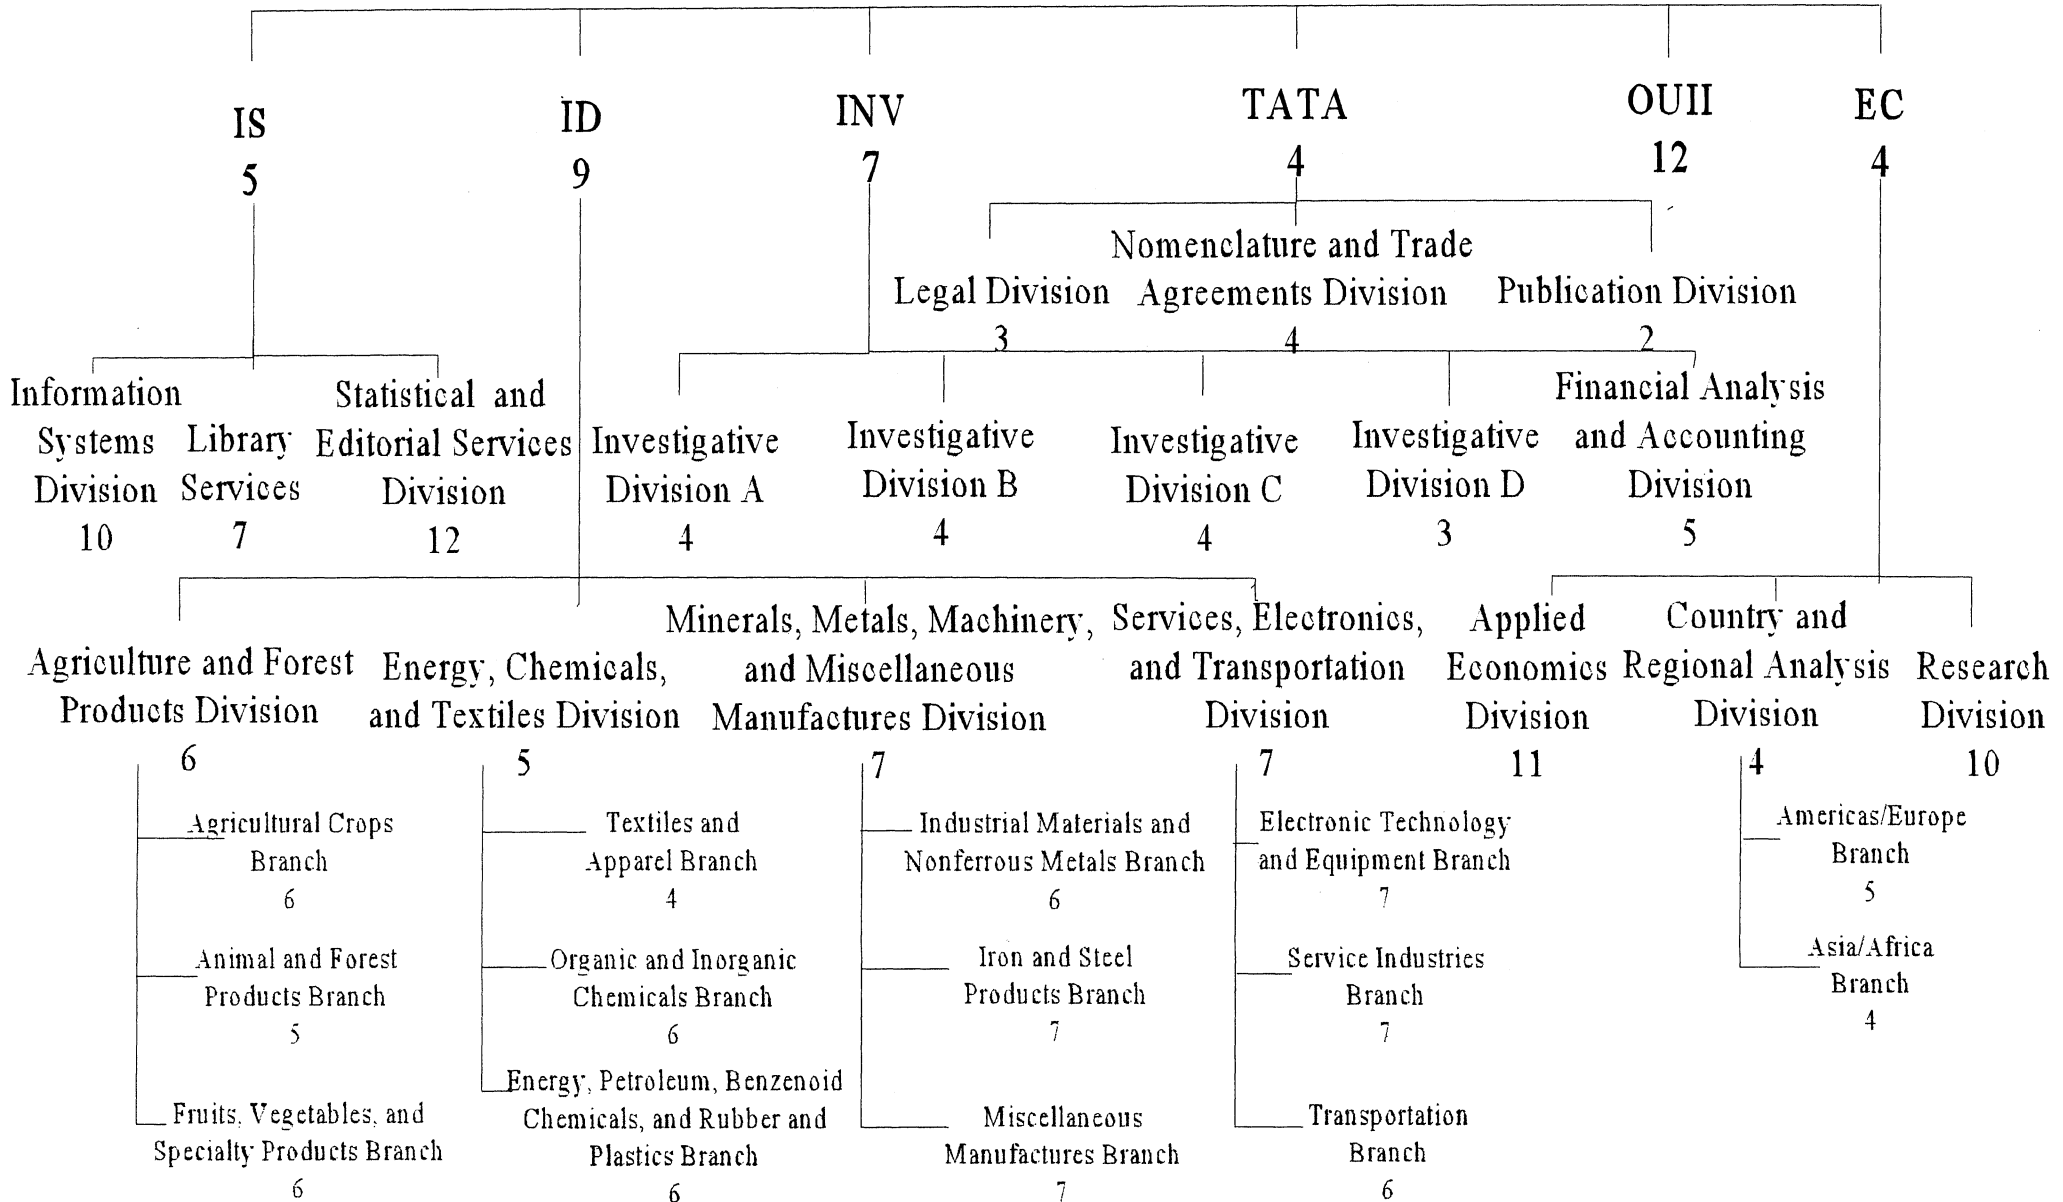 IS
5
ID
9
INV
7
TATA
4
OUII
12
EC
4
Legal Division
3
Nomenclature and Trade
Agreements Division
4
Publication Division
2
Information
Systems
Division
10
Library
Services
7
Statistical and
Editorial Services
Division
12
Investigative
Division A
4
Investigative
Division B
4
Investigative
Division C
4
Investigative
Division D
3
Financial Analysis
and Accounting
Division
5
Agriculture and Forest
Products Division
6
Energy, Chemicals,
and Textiles Division
5
Minerals, Metals, Machinery,
and Miscellaneous
Manufactures Division
7
Services, Electronics,
and Transportation
Division
7
Applied
Economics
Division
11
Country and
Regional Analysis
Division
4
Research
Division
10
Agricultural Crops
Branch
6
Animal and Forest
Products Branch
5
Fruits, Vegetables, and
Specialty Products Branch
6
Textiles and
Apparel Branch
4
Organic and Inorganic
Chemicals Branch
6
Energy, Petroleum, Benzenoid
Chemicals, and Rubber and
Plastics Branch
6
Industrial Materials and
Nonferrous Metals Branch
6
Iron and Steel
Products Branch
7
Miscellaneous
Manufactures Branch
7
Electronic Technology
and Equipment Branch
7
Service Industries
Branch
7
Transportation
Branch
6
Americas/Europe
Branch
5
Asia/Africa
Branch
4